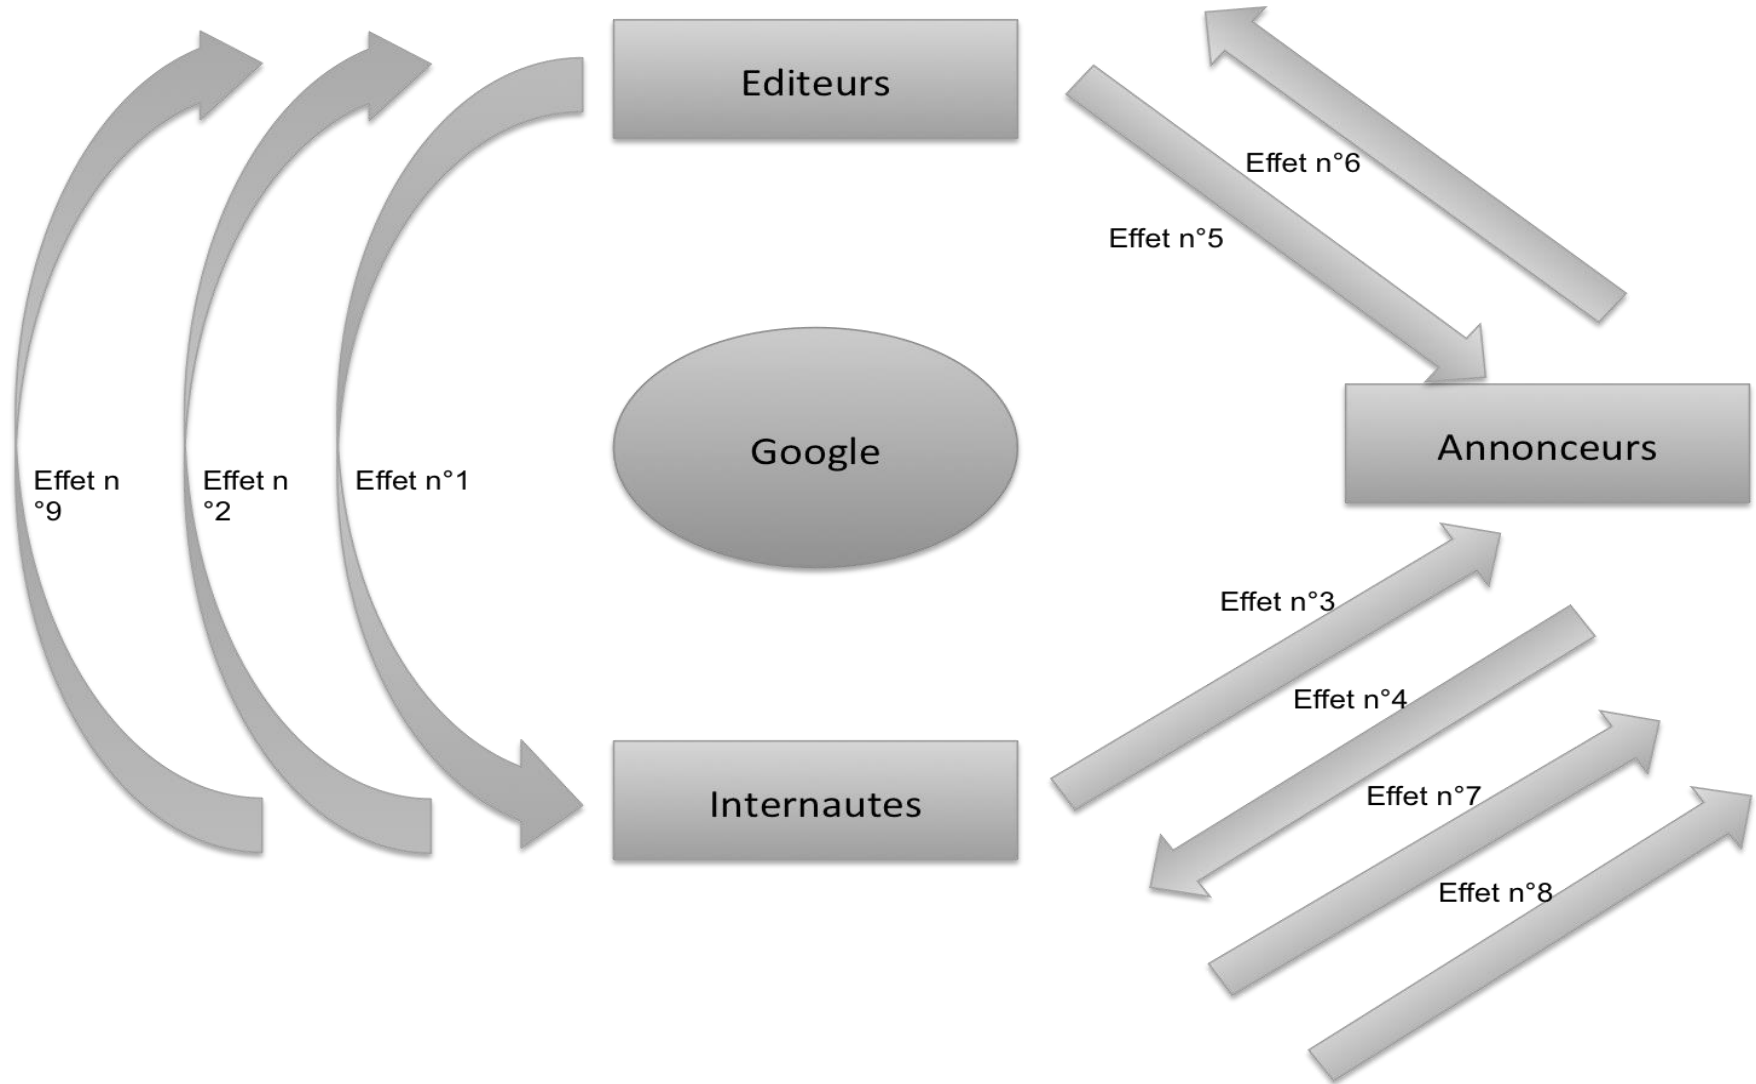 Editeurs
Effet n°6
Effet n°5
Google
Annonceurs
Effet n
°9
Effet n
°2
Effet n°1
Effet n°3
Effet n°4
Internautes
Effet n°7
Effet n°8